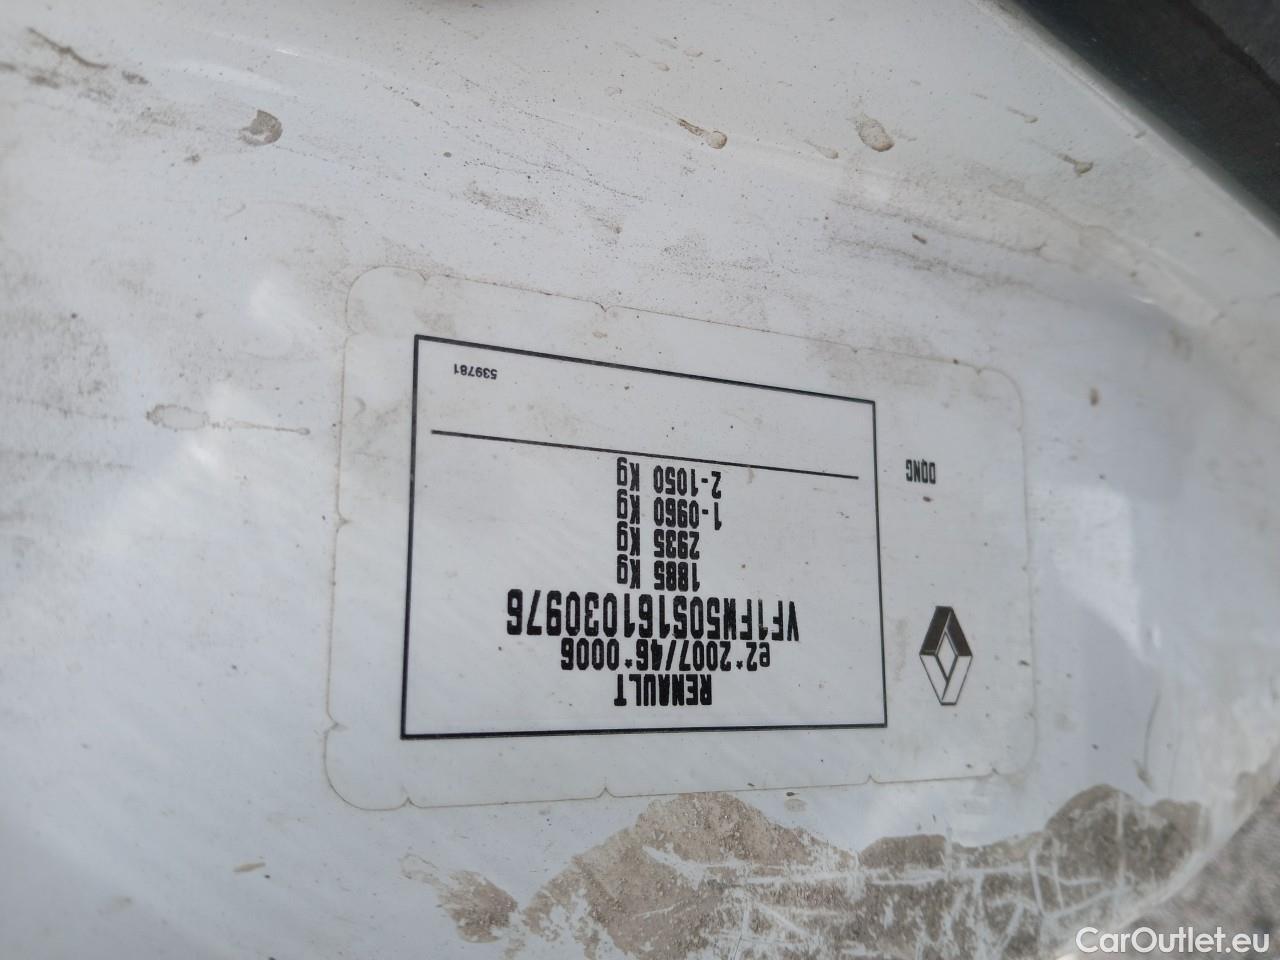 RENAULT
e2*2007/46*0006
VF1FW50S161030976
1885 Kg
2935 Kg
1-0960 Kg
2-1050 Kg
539781
DQNG
CarOutlet.eu